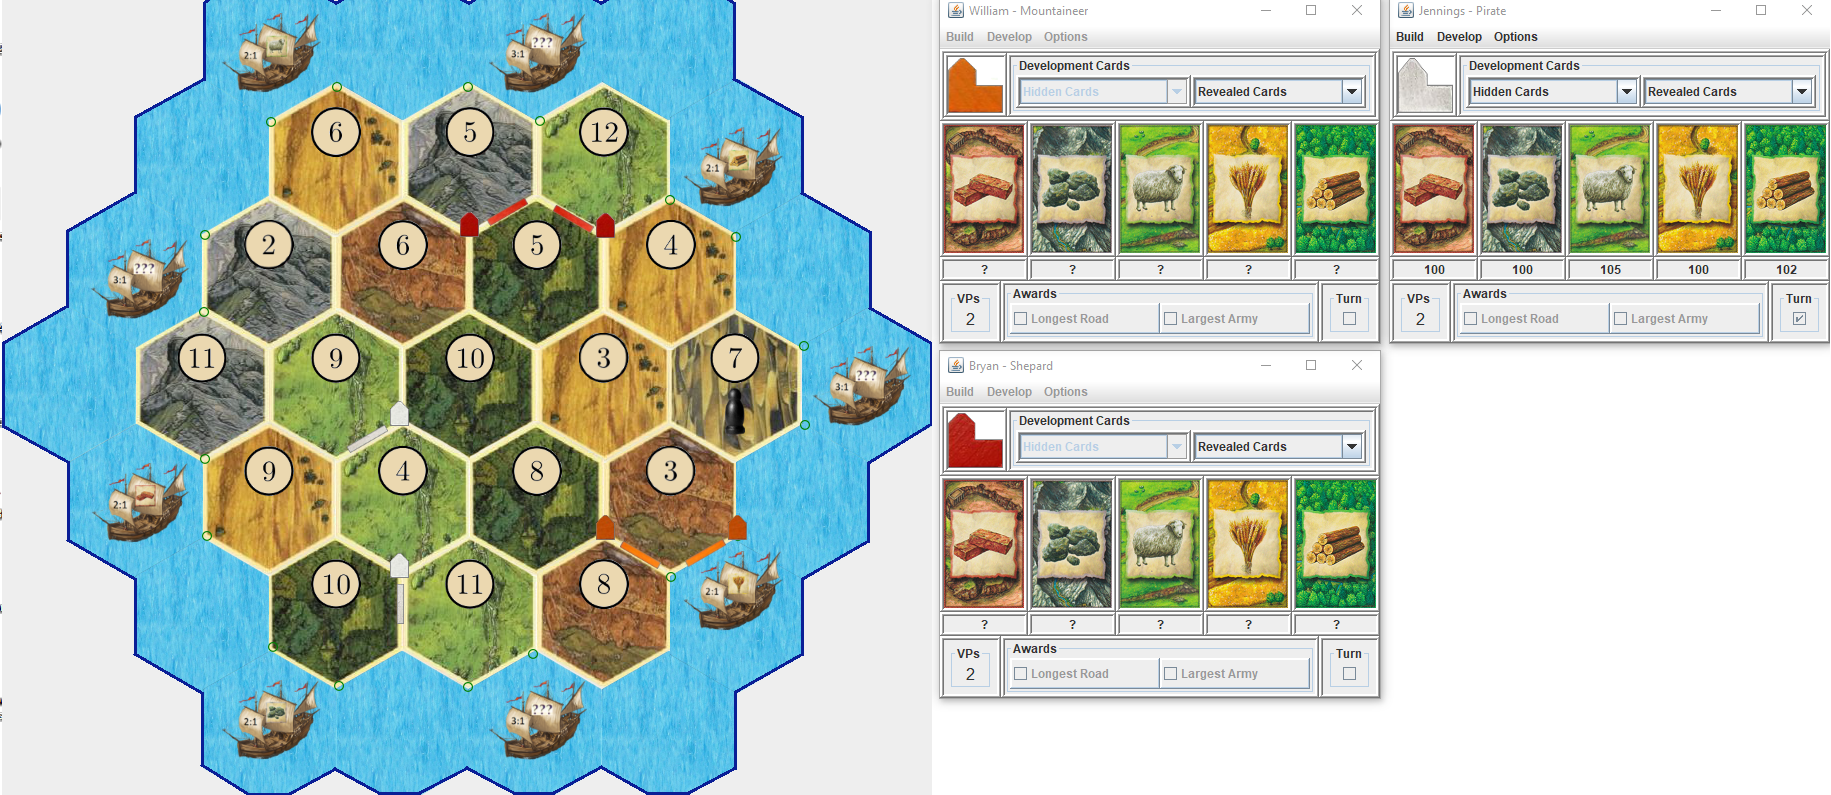 2:1
3:1 ???
6
5
12
2:1
2
6
5
4
3:1 ???
11
9
10
3
7
3:1 ???
9
4
8
3
2:1
10
11
8
2:1
2:1
3:1 ???
William - Mountaineer
Build Develop Options
Development Cards
Hidden Cards Revealed Cards
? ? ? ? ?
VPs Awards Turn
2 Longest Road Largest Army
Jennings - Pirate
Build Develop Options
Development Cards
Hidden Cards Revealed Cards
100 100 105 100 102
VPs Awards Turn
2 Longest Road Largest Army
Bryan - Shepard
Build Develop Options
Development Cards
Hidden Cards Revealed Cards
? ? ? ? ?
VPs Awards Turn
2 Longest Road Largest Army